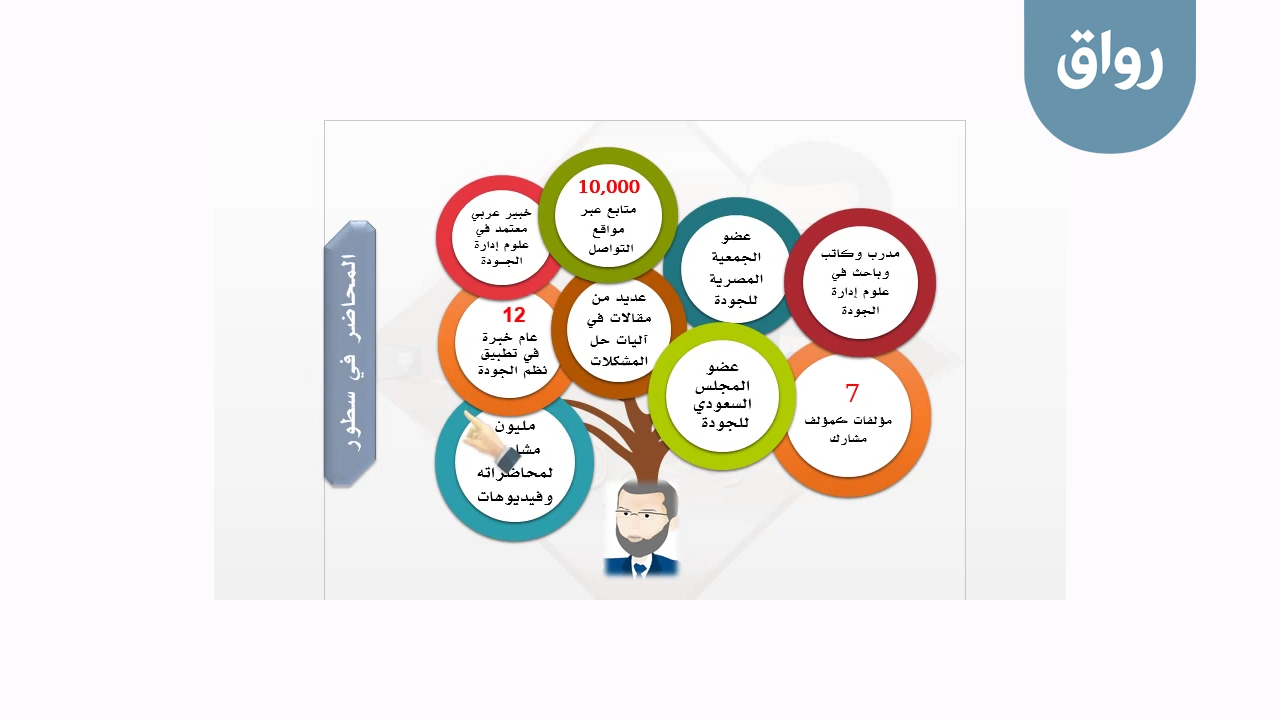 رواق
المحاضر في سطور
مدرب وكاتب
وباحث في
علوم إدارة
الجودة
عضو
الجمعية
المصرية
للجودة
10,000
متابع عبر
مواقع
التواصل
خبير عربي
معتمد في
علوم إدارة
الجـودة
7
مؤلفات كمؤلف
مشارك
عضو
المجلس
السعودي
للجودة
عديد من
مقالات في
آليات حل
المشكلات
12
عام خبرة
في تطبيق
نظم الجودة
مليون
لمحاضراته
وفيديوهات